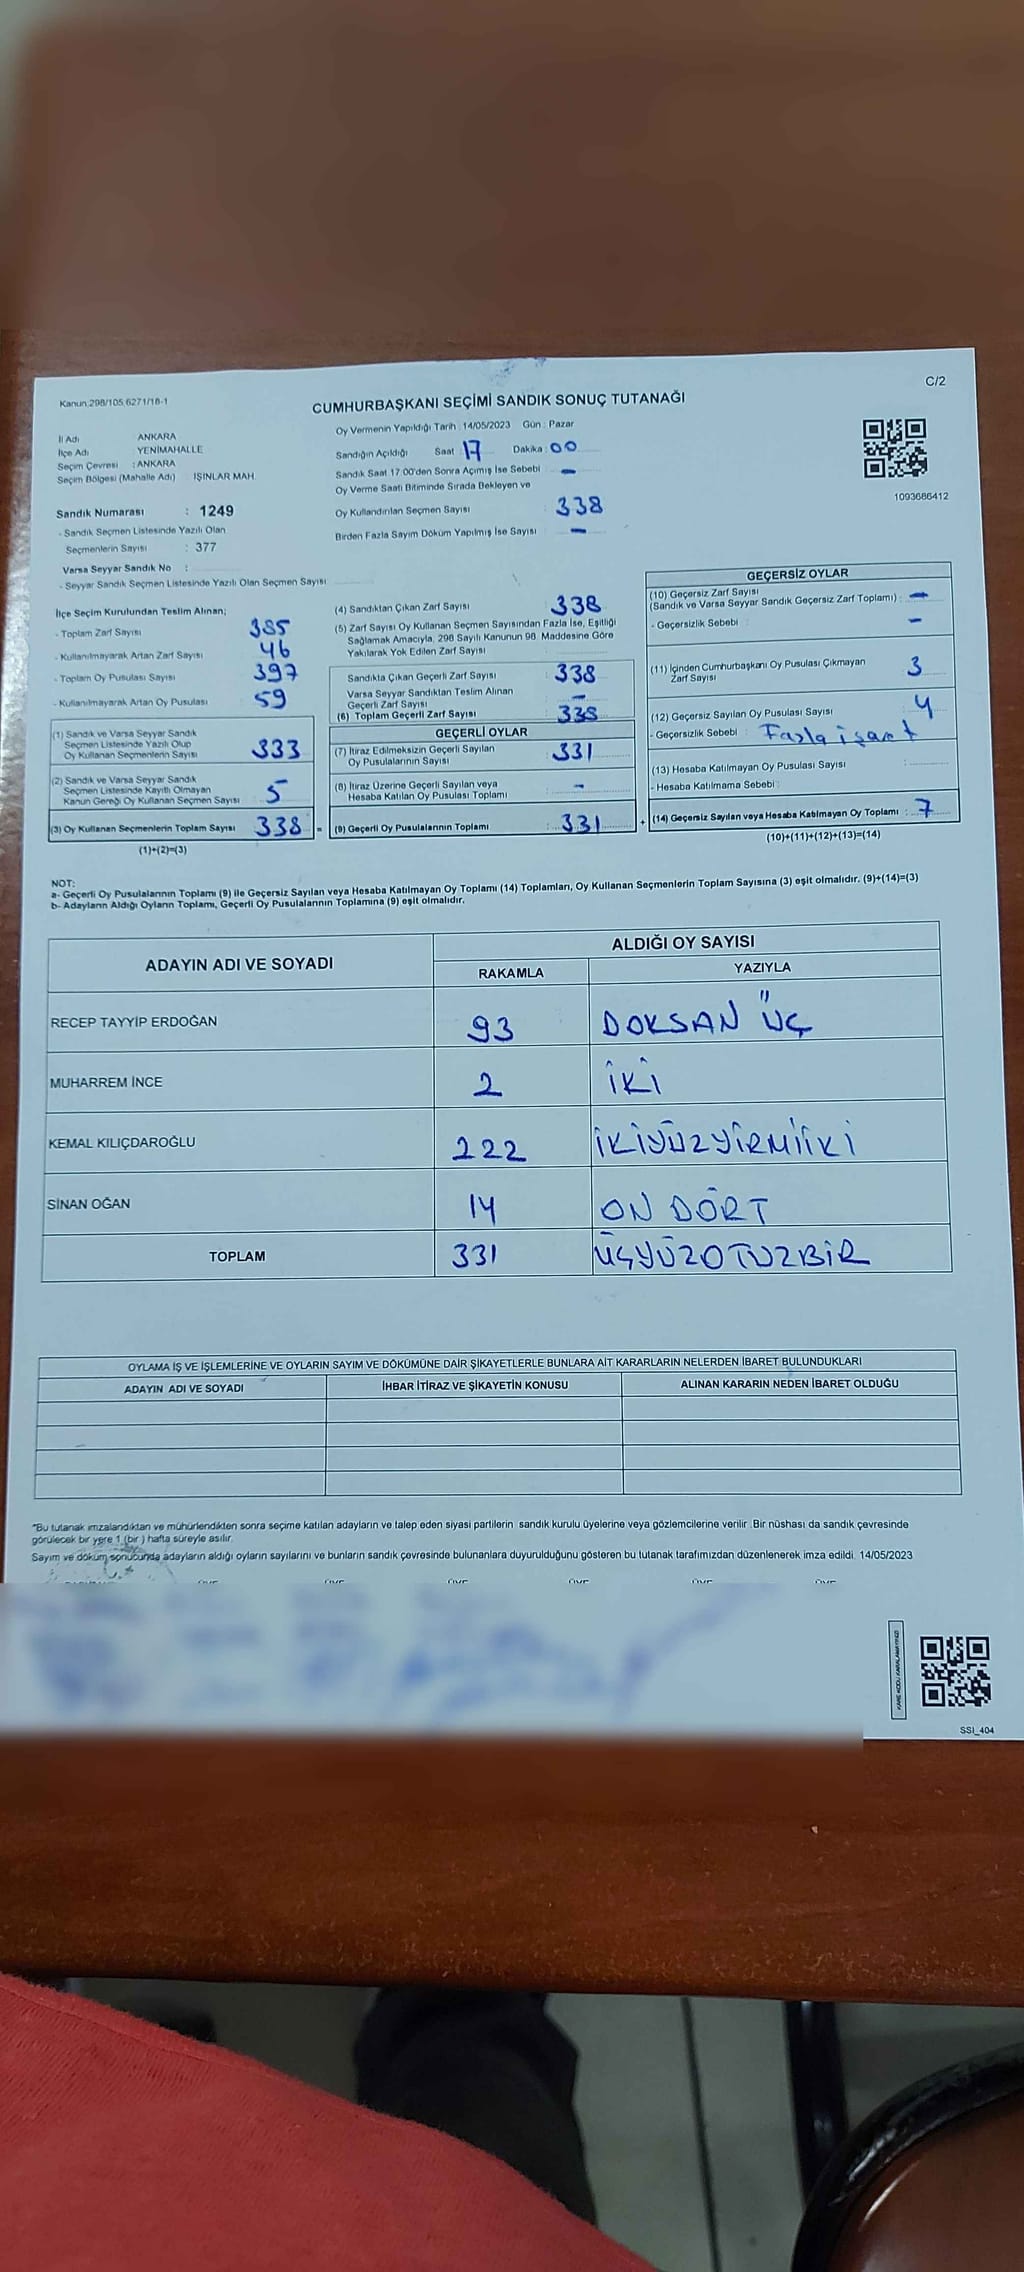 C/2
Kanun.298/105,6271/18-1
CUMHURBAŞKANI SEÇİMİ SANDIK SONUÇ TUTANAĞI
İl Adı ANKARA
İlçe Adı YENİMAHALLE
Seçim Çevresi : ANKARA
Seçim Bölgesi (Mahalle Adı) IŞINLAR MAH.
Sandık Numarası : 1249
- Sandık Seçmen Listesinde Yazılı Olan
Seçmenlerin Sayısı : 377
Varsa Seyyar Sandık No :
- Seyyar Sandık Seçmen Listesinde Yazılı Olan Seçmen Sayısı
Oy Vermenin Yapıldığı Tarih : 14/05/2023 Gün : Pazar
Sandığın Açıldığı Saat : 17 Dakika : 00
Sandık Saat 17:00'den Sonra Açılmış İse Sebebi : -
Oy Verme Saati Bitiminde Sırada Bekleyen ve
Oy Kullandırılan Seçmen Sayısı : 338
Birden Fazla Sayım Döküm Yapılmış İse Sayısı : -
1093686412
İlçe Seçim Kurulundan Teslim Alınan;
- Toplam Zarf Sayısı : 385
- Kullanılmayarak Artan Zarf Sayısı : 46
- Toplam Oy Pusulası Sayısı : 397
- Kullanılmayarak Artan Oy Pusulası : 59
(1) Sandık ve Varsa Seyyar Sandık
Seçmen Listesinde Yazılı Olup
Oy Kullanan Seçmenlerin Sayısı 333
(2) Sandık ve Varsa Seyyar Sandık
Seçmen Listesinde Kayıtlı Olmayan
Kanun Gereği Oy Kullanan Seçmen Sayısı 5
(3) Oy Kullanan Seçmenlerin Toplam Sayısı 338 =
(1)+(2)=(3)
(4) Sandıktan Çıkan Zarf Sayısı 338
(5) Zarf Sayısı Oy Kullanan Seçmen Sayısından Fazla İse, Eşitliği
Sağlamak Amacıyla, 298 Sayılı Kanunun 98. Maddesine Göre
Yakılarak Yok Edilen Zarf Sayısı
Sandıkta Çıkan Geçerli Zarf Sayısı : 338
Varsa Seyyar Sandıktan Teslim Alınan
Geçerli Zarf Sayısı : -
(6) Toplam Geçerli Zarf Sayısı 338
GEÇERLİ OYLAR
(7) İtiraz Edilmeksizin Geçerli Sayılan
Oy Pusulalarının Sayısı : 331
(8) İtiraz Üzerine Geçerli Sayılan veya
Hesaba Katılan Oy Pusulası Toplamı : -
(9) Geçerli Oy Pusulalarının Toplamı : 331 +
GEÇERSİZ OYLAR
(10) Geçersiz Zarf Sayısı
(Sandık ve Varsa Seyyar Sandık Geçersiz Zarf Toplamı) : -
- Geçersizlik Sebebi : -
(11) İçinden Cumhurbaşkanı Oy Pusulası Çıkmayan
Zarf Sayısı 3
(12) Geçersiz Sayılan Oy Pusulası Sayısı : 4
- Geçersizlik Sebebi : Fazla işaret
(13) Hesaba Katılmayan Oy Pusulası Sayısı :
- Hesaba Katılmama Sebebi :
(14) Geçersiz Sayılan veya Hesaba Katılmayan Oy Toplamı : 7
(10)+(11)+(12)+(13)=(14)
NOT:
a- Geçerli Oy Pusulalarının Toplamı (9) ile Geçersiz Sayılan veya Hesaba Katılmayan Oy Toplamı (14) Toplamları, Oy Kullanan Seçmenlerin Toplam Sayısına (3) eşit olmalıdır. (9)+(14)=(3)
b- Adayların Aldığı Oyların Toplamı, Geçerli Oy Pusulalarının Toplamına (9) eşit olmalıdır.
ADAYIN ADI VE SOYADI ALDIĞI OY SAYISI
RAKAMLA YAZIYLA
RECEP TAYYİP ERDOĞAN 93 DOKSAN ÜÇ
MUHARREM İNCE 2 İKİ
KEMAL KILIÇDAROĞLU 222 İKİYÜZYİRMİİKİ
SİNAN OĞAN 14 ON DÖRT
TOPLAM 331 ÜÇYÜZOTUZBİR
OYLAMA İŞ VE İŞLEMLERİNE VE OYLARIN SAYIM VE DÖKÜMÜNE DAİR ŞİKAYETLERLE BUNLARA AİT KARARLARIN NELERDEN İBARET BULUNDUKLARI
ADAYIN ADI VE SOYADI İHBAR İTİRAZ VE ŞİKAYETİN KONUSU ALINAN KARARIN NEDEN İBARET OLDUĞU
*Bu tutanak imzalandıktan ve mühürlendikten sonra seçime katılan adayların ve talep eden siyasi partilerin sandık kurulu üyelerine veya gözlemcilerine verilir. Bir nüshası da sandık çevresinde
görülecek bir yere 1 (bir) hafta süreyle asılır.
Sayım ve döküm sonucunda adayların aldığı oyların sayılarını ve bunların sandık çevresinde bulunanlara duyurulduğunu gösteren bu tutanak tarafımızdan düzenlenerek imza edildi. 14/05/2023
KARE KODU KARALAMAYINIZ!
SSİ_404